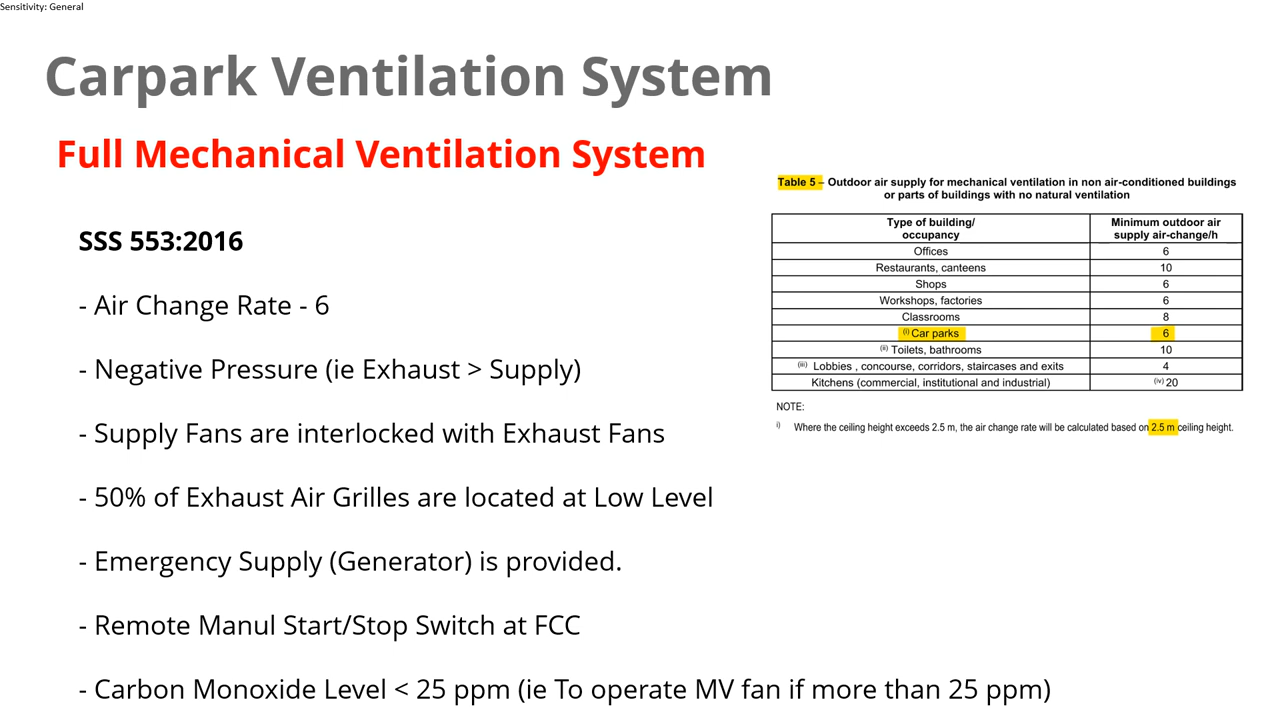 Sensitivity: General
Carpark Ventilation System
Full Mechanical Ventilation System
SSS 553:2016
- Air Change Rate - 6
- Negative Pressure (ie Exhaust > Supply)
- Supply Fans are interlocked with Exhaust Fans
- 50% of Exhaust Air Grilles are located at Low Level
- Emergency Supply (Generator) is provided.
- Remote Manul Start/Stop Switch at FCC
- Carbon Monoxide Level < 25 ppm (ie To operate MV fan if more than 25 ppm)
Table 5 – Outdoor air supply for mechanical ventilation in non air-conditioned buildings
or parts of buildings with no natural ventilation
Type of building/ occupancy Minimum outdoor air supply air-change/h
Offices 6
Restaurants, canteens 10
Shops 6
Workshops, factories 6
Classrooms 8
(i) Car parks 6
(ii) Toilets, bathrooms 10
(iii) Lobbies , concourse, corridors, staircases and exits 4
Kitchens (commercial, institutional and industrial) (iv) 20
NOTE:
i) Where the ceiling height exceeds 2.5 m, the air change rate will be calculated based on 2.5 m ceiling height.